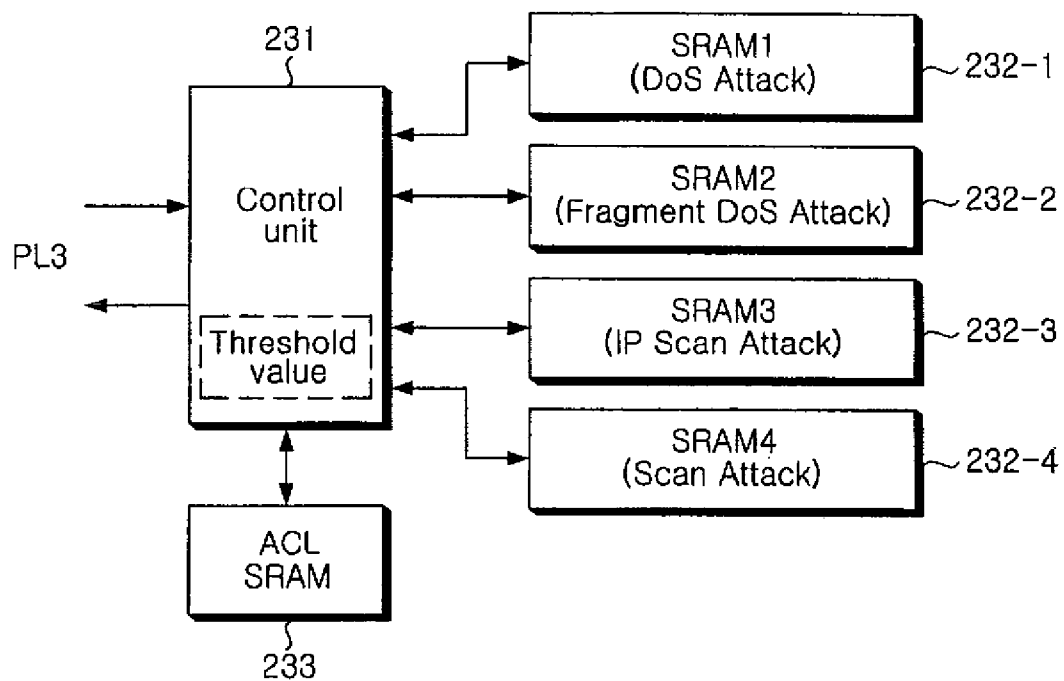 231
Control
unit
Threshold
value
PL3
SRAM1
(DoS Attack)
232-1
SRAM2
(Fragment DoS Attack)
232-2
SRAM3
(IP Scan Attack)
232-3
SRAM4
(Scan Attack)
232-4
ACL
SRAM
233